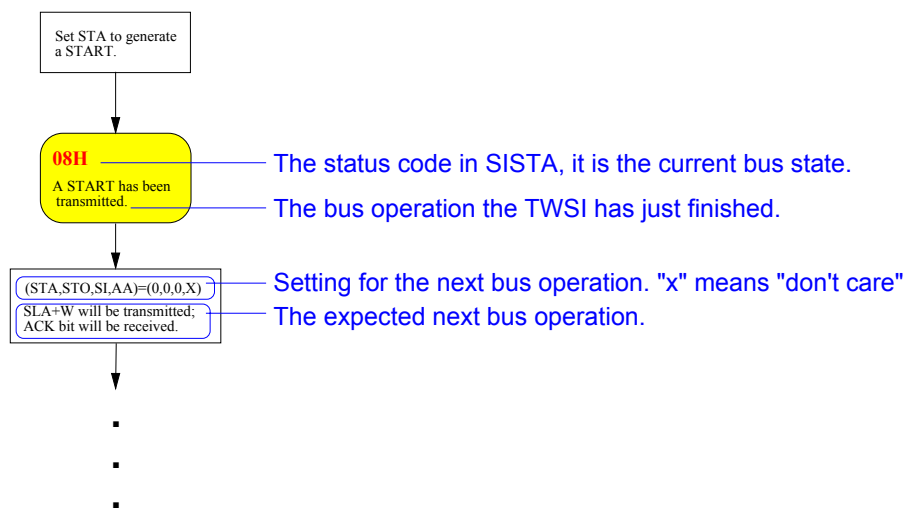 Set STA to generate
a START.
08H
A START has been
transmitted.
The status code in SISTA, it is the current bus state.
The bus operation the TWSI has just finished.
(STA,STO,SI,AA)=(0,0,0,X)
SLA+W will be transmitted;
ACK bit will be received.
Setting for the next bus operation. "x" means "don't care"
The expected next bus operation.